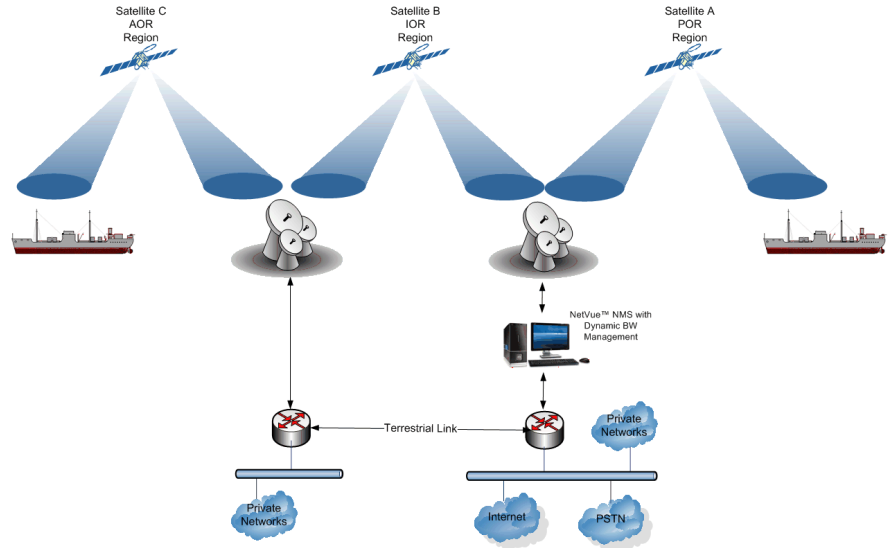 Satellite C
AOR
Region
Satellite B
IOR
Region
Satellite A
POR
Region
NetVue™ NMS with
Dynamic BW
Management
Private
Networks
Terrestrial Link
Private
Networks
Internet
PSTN